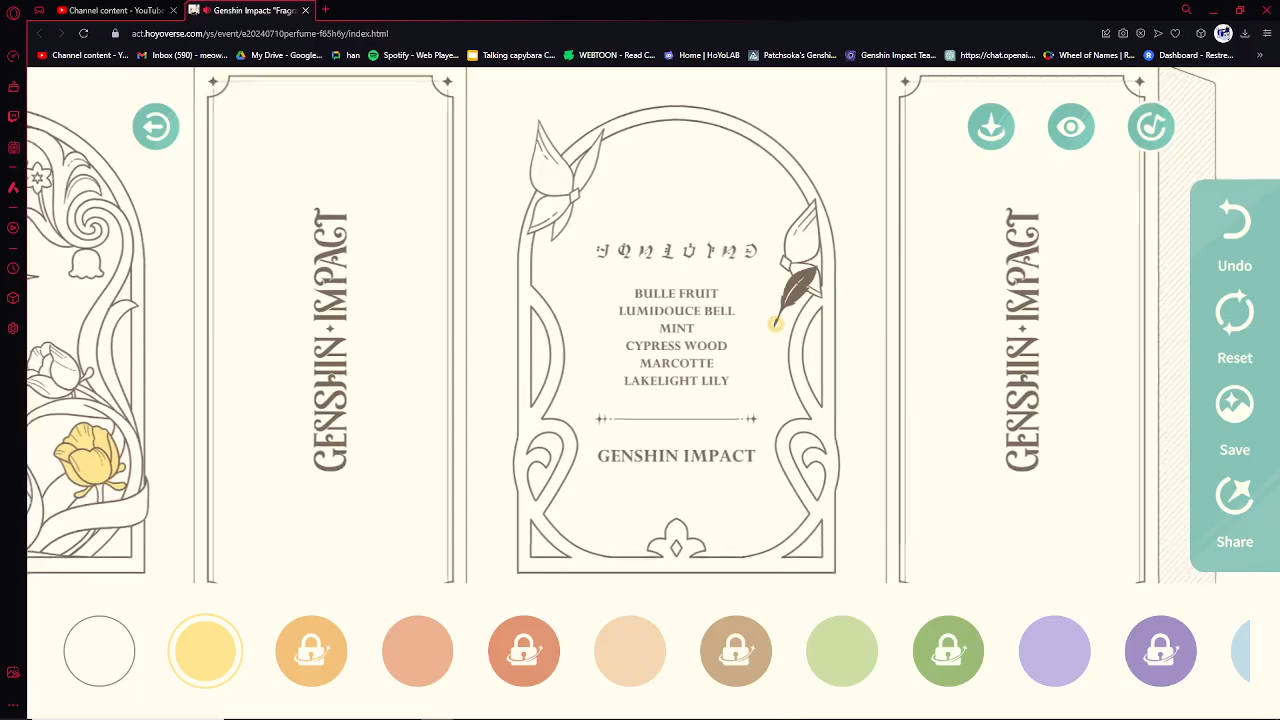 Channel content - YouTube
Genshin Impact: "Fragra
act.hoyoverse.com/ys/event/e20240710perfume-f65h6y/index.html
Channel content - Y...
Inbox (590) - meow...
My Drive - Google...
han
Spotify - Web Play...
Talking capybara C...
WEBTOON - Read C...
Home | HoYoLAB
Patchsoka's Genshi...
Genshin Impact Tea...
https://chat.openai...
Wheel of Names | R...
Dashboard - Restre...
GENSHIN IMPACT
BULLE FRUIT
LUMIDOUCE BELL
MINT
CYPRESS WOOD
MARCOTTE
LAKELIGHT LILY
GENSHIN IMPACT
GENSHIN IMPACT
Undo
Reset
Save
Share